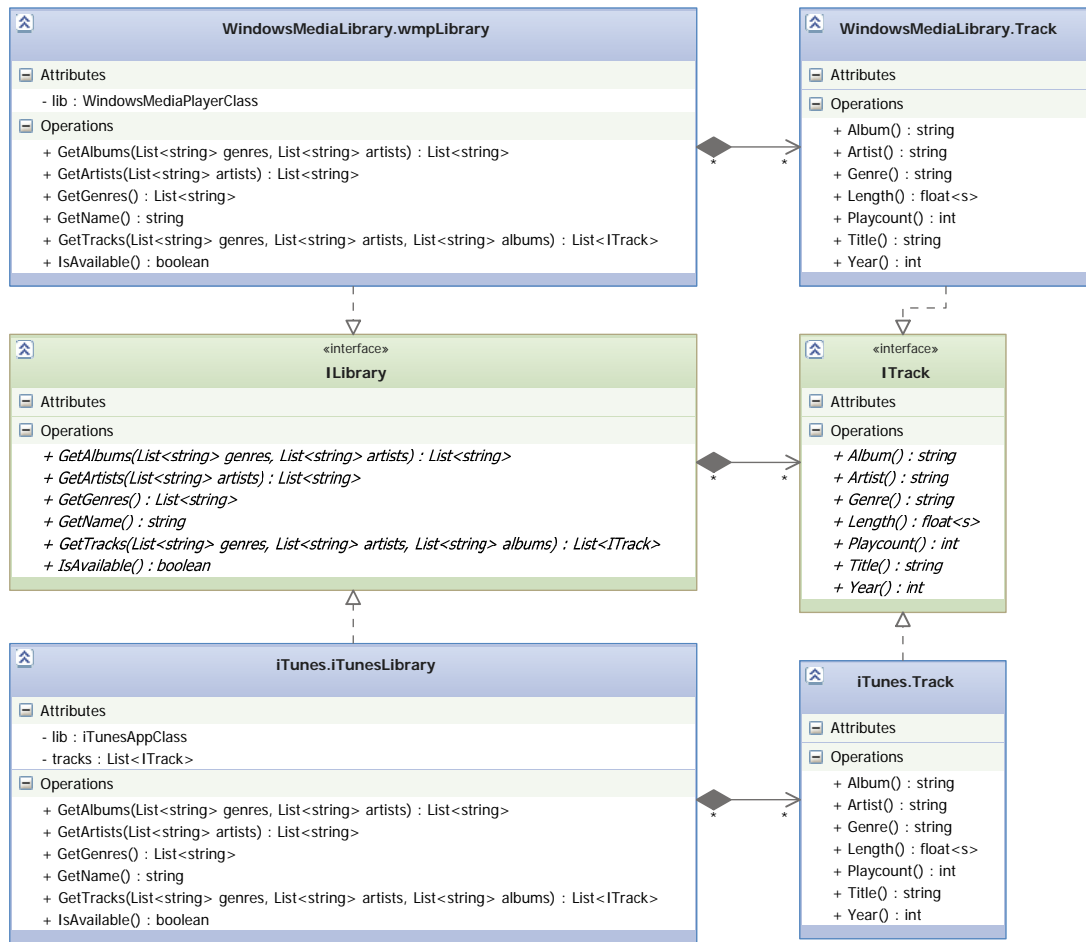 WindowsMediaLibrary.wmpLibrary
Attributes
- lib : WindowsMediaPlayerClass
Operations
+ GetAlbums(List<string> genres, List<string> artists) : List<string>
+ GetArtists(List<string> artists) : List<string>
+ GetGenres() : List<string>
+ GetName() : string
+ GetTracks(List<string> genres, List<string> artists, List<string> albums) : List<ITrack>
+ IsAvailable() : boolean
* *
WindowsMediaLibrary.Track
Attributes
Operations
+ Album() : string
+ Artist() : string
+ Genre() : string
+ Length() : float<s>
+ Playcount() : int
+ Title() : string
+ Year() : int
«interface»
ILibrary
Attributes
Operations
+ GetAlbums(List<string> genres, List<string> artists) : List<string>
+ GetArtists(List<string> artists) : List<string>
+ GetGenres() : List<string>
+ GetName() : string
+ GetTracks(List<string> genres, List<string> artists, List<string> albums) : List<ITrack>
+ IsAvailable() : boolean
* *
«interface»
ITrack
Attributes
Operations
+ Album() : string
+ Artist() : string
+ Genre() : string
+ Length() : float<s>
+ Playcount() : int
+ Title() : string
+ Year() : int
iTunes.iTunesLibrary
Attributes
- lib : iTunesAppClass
- tracks : List<ITrack>
Operations
+ GetAlbums(List<string> genres, List<string> artists) : List<string>
+ GetArtists(List<string> artists) : List<string>
+ GetGenres() : List<string>
+ GetName() : string
+ GetTracks(List<string> genres, List<string> artists, List<string> albums) : List<ITrack>
+ IsAvailable() : boolean
* *
iTunes.Track
Attributes
Operations
+ Album() : string
+ Artist() : string
+ Genre() : string
+ Length() : float<s>
+ Playcount() : int
+ Title() : string
+ Year() : int